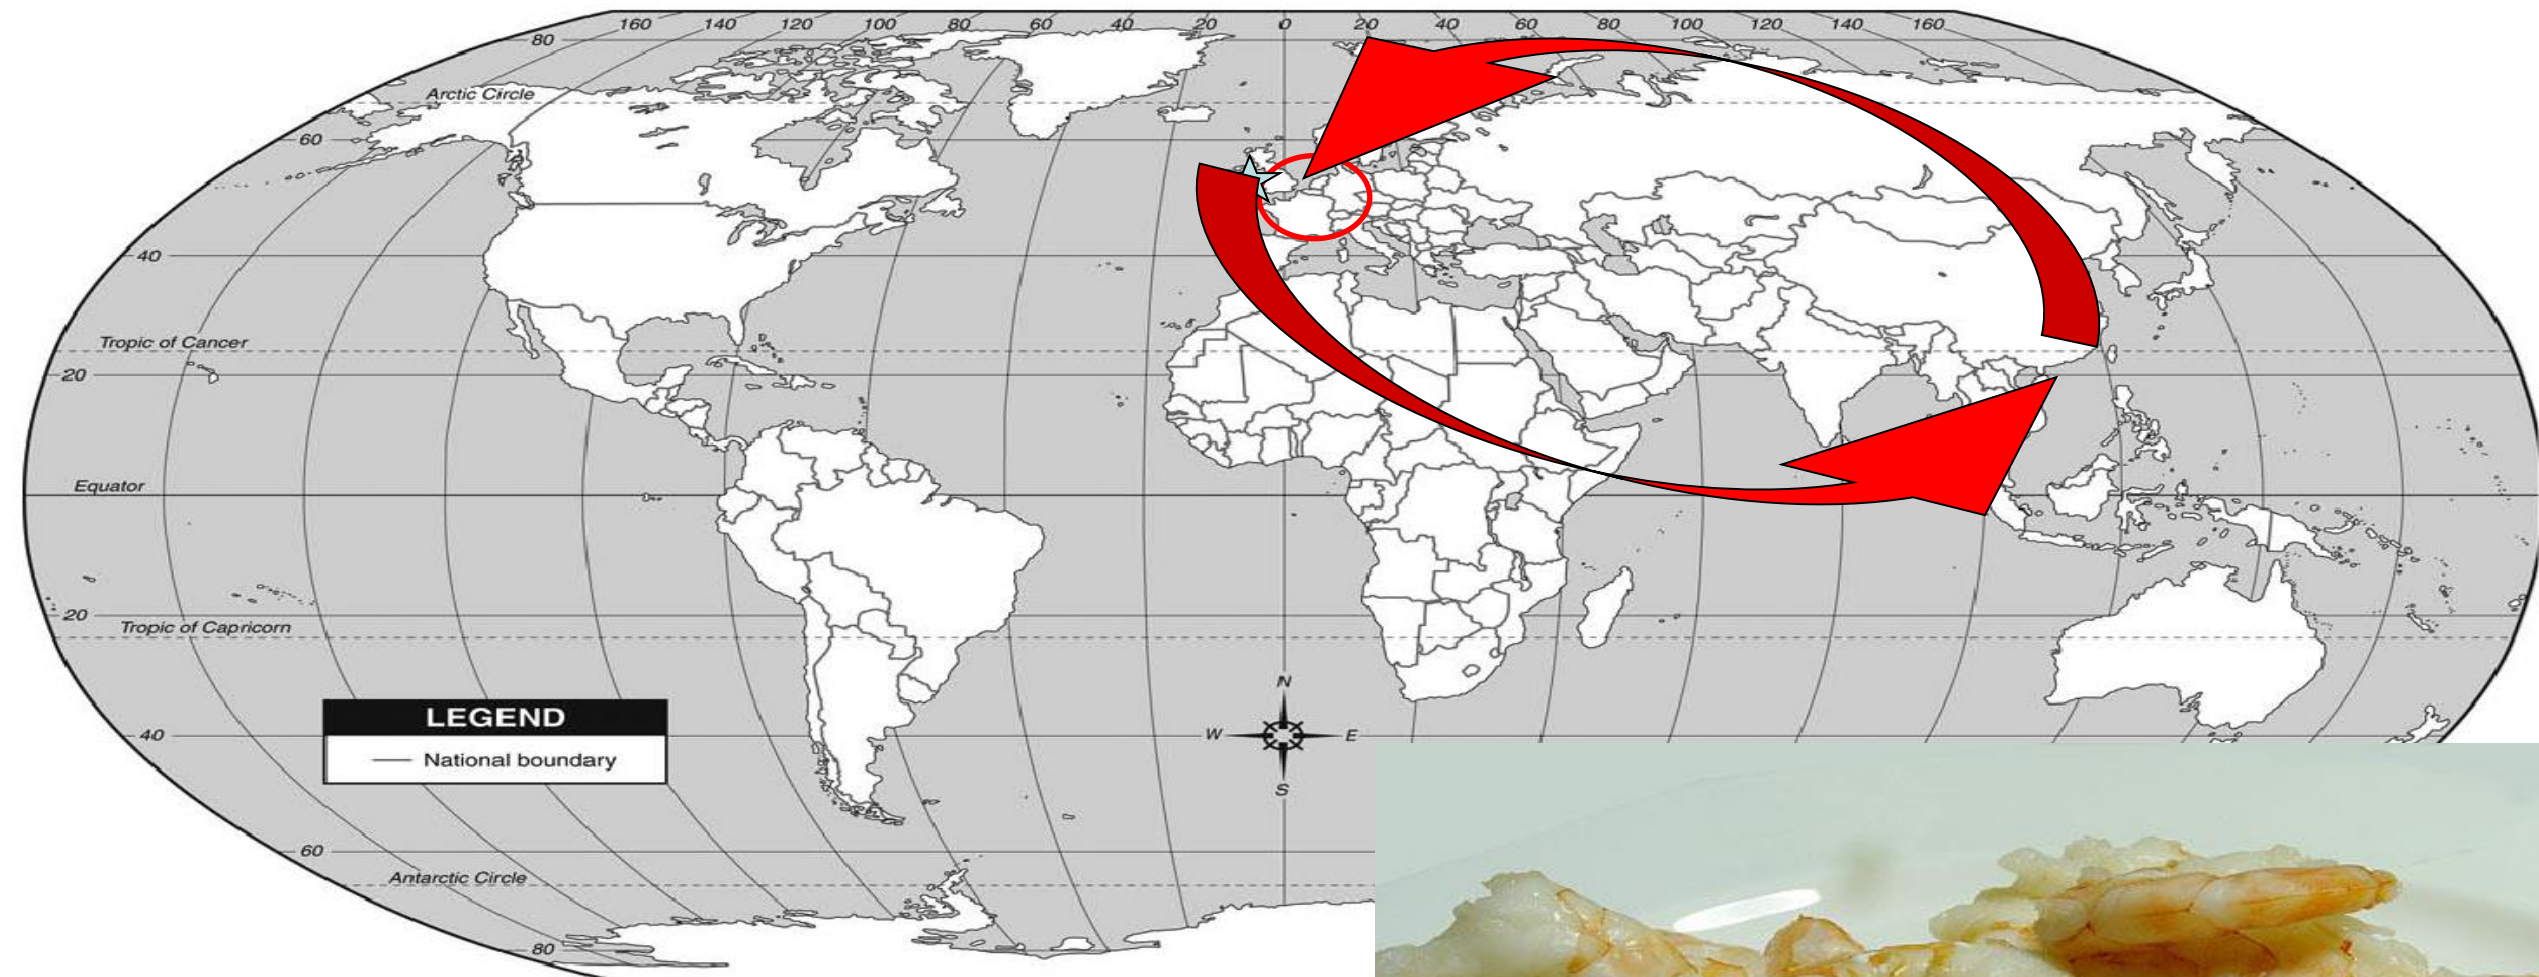 160 140 120 100 80 60 40 20 0 20 40 60 80 100 120 140 160
80
Arctic Circle
60
40
Tropic of Cancer
20
Equator
0
20
Tropic of Capricorn
N
LEGEND
40
W E
National boundary
S
60
Antarctic Circle
80